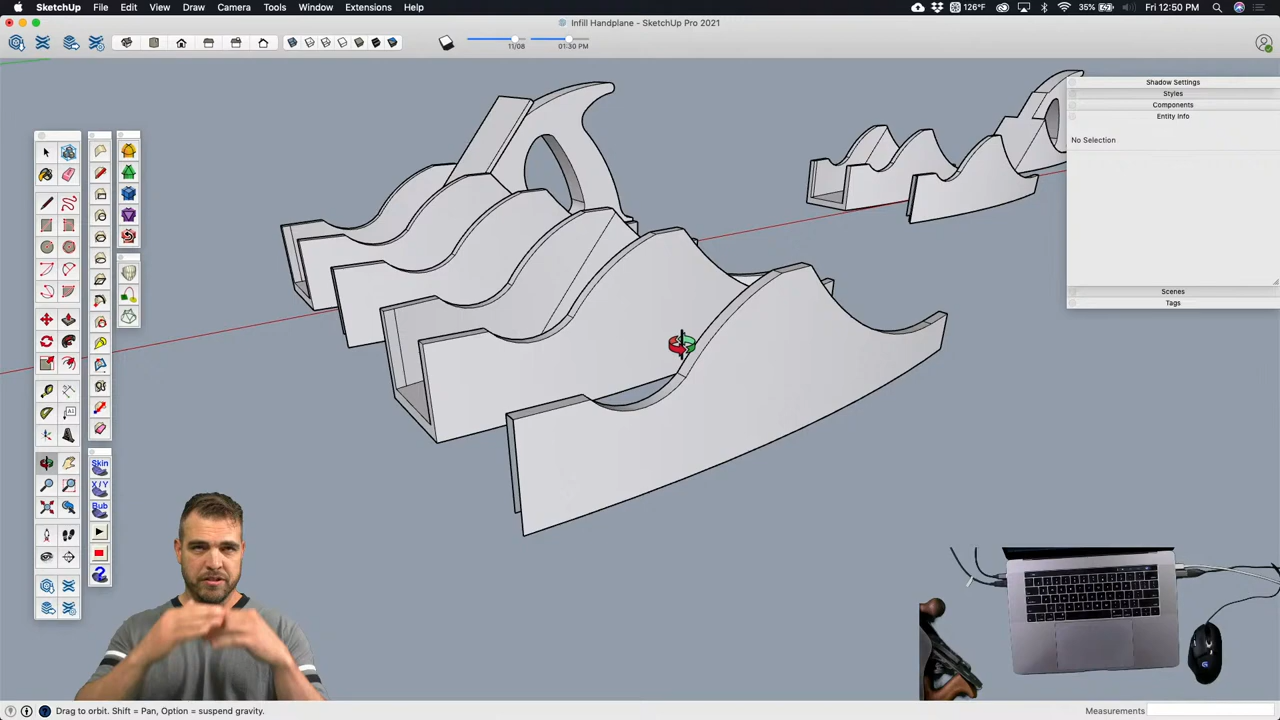 SketchUp File Edit View Draw Camera Tools Window Extensions Help 126°F 35% Fri 12:50 PM
Infill Handplane - SketchUp Pro 2021
11/08 01:30 PM
Shadow Settings
Styles
Components
Entity Info
No Selection
Scenes
Tags
A1
Skin
X/Y
Bub
Drag to orbit. Shift = Pan, Option = suspend gravity.
Measurements